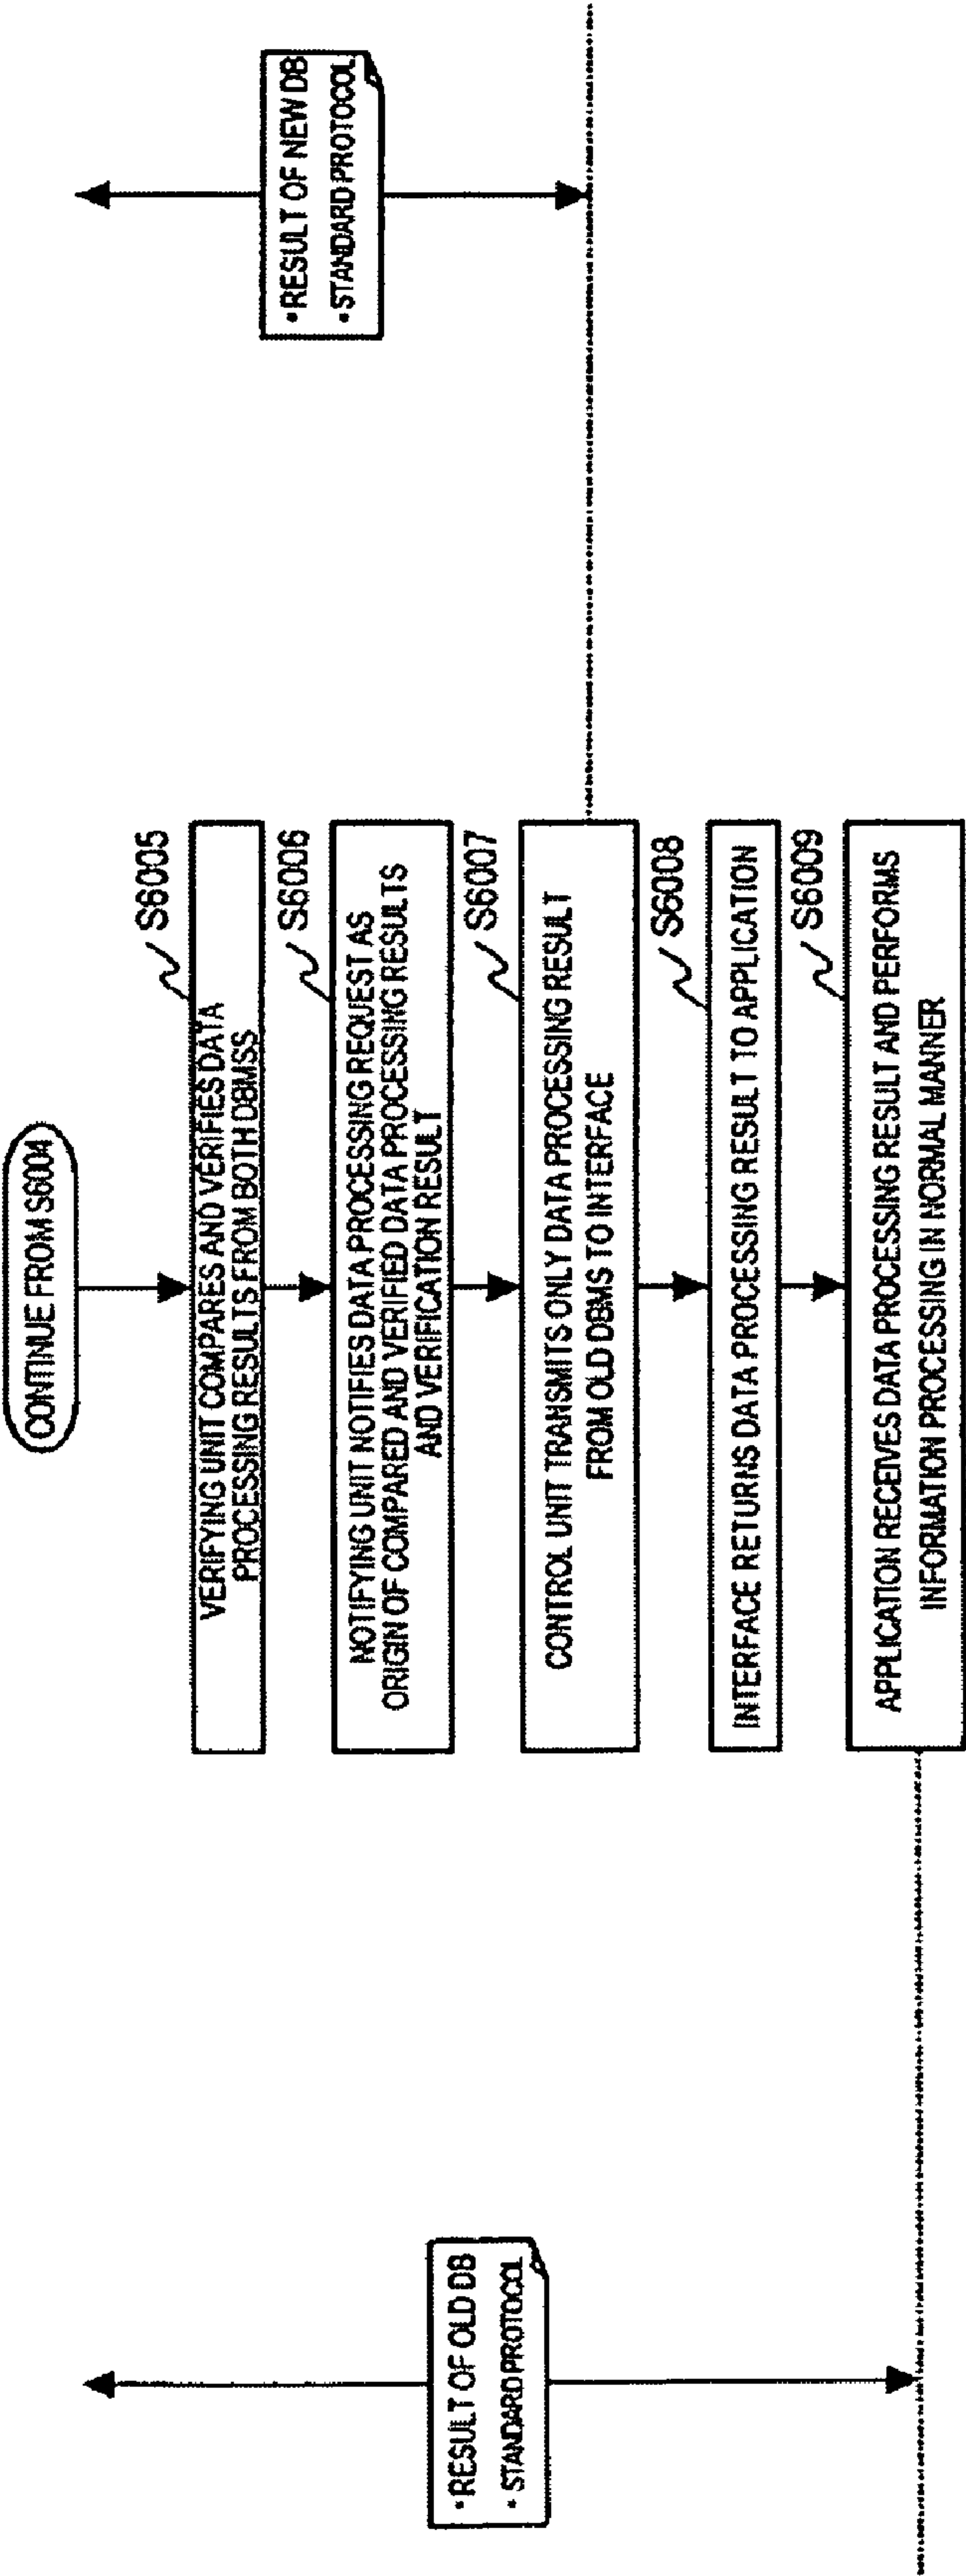 CONTINUE FROM S6004
S6005
VERIFYING UNIT COMPARES AND VERIFIES DATA
PROCESSING RESULTS FROM BOTH DBMSS
S6006
NOTIFYING UNIT NOTIFIES DATA PROCESSING REQUEST AS
ORIGIN OF COMPARED AND VERIFIED DATA PROCESSING RESULTS
AND VERIFICATION RESULT
S6007
CONTROL UNIT TRANSMITS ONLY DATA PROCESSING RESULT
FROM OLD DBMS TO INTERFACE
S6008
INTERFACE RETURNS DATA PROCESSING RESULT TO APPLICATION
S6009
APPLICATION RECEIVES DATA PROCESSING RESULT AND PERFORMS
INFORMATION PROCESSING IN NORMAL MANNER
• RESULT OF OLD DB
• STANDARD PROTOCOL
• RESULT OF NEW DB
• STANDARD PROTOCOL